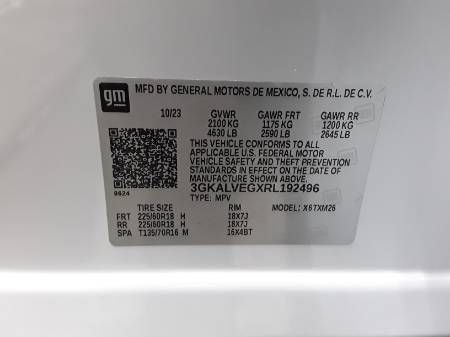 gm
MFD BY GENERAL MOTORS DE MEXICO, S. DE R.L. DE C.V.
10/23 GVWR GAWR FRT GAWR RR
2100 KG 1175 KG 1200 KG
4630 LB 2590 LB 2645 LB
THIS VEHICLE CONFORMS TO ALL
APPLICABLE U.S. FEDERAL MOTOR
VEHICLE SAFETY AND THEFT PREVENTION
STANDARDS IN EFFECT ON THE DATE OF
MANUFACTURE SHOWN ABOVE.
9624 3GKALVEGXRL192496
TYPE: MPV
TIRE SIZE RIM MODEL: X6TXM26
FRT 225/60R18 H 18X7J
RR 225/60R18 H 18X7J
SPA T135/70R16 M 16X4BT